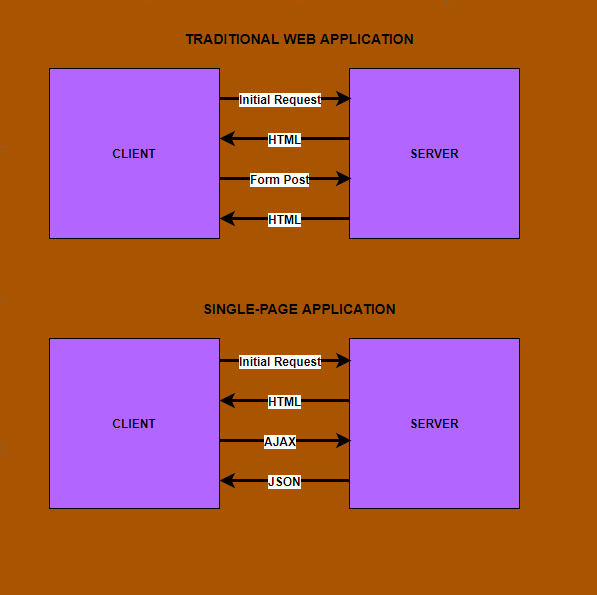 TRADITIONAL WEB APPLICATION
Initial Request
HTML
CLIENT
SERVER
Form Post
HTML
SINGLE-PAGE APPLICATION
Initial Request
HTML
CLIENT
SERVER
AJAX
JSON